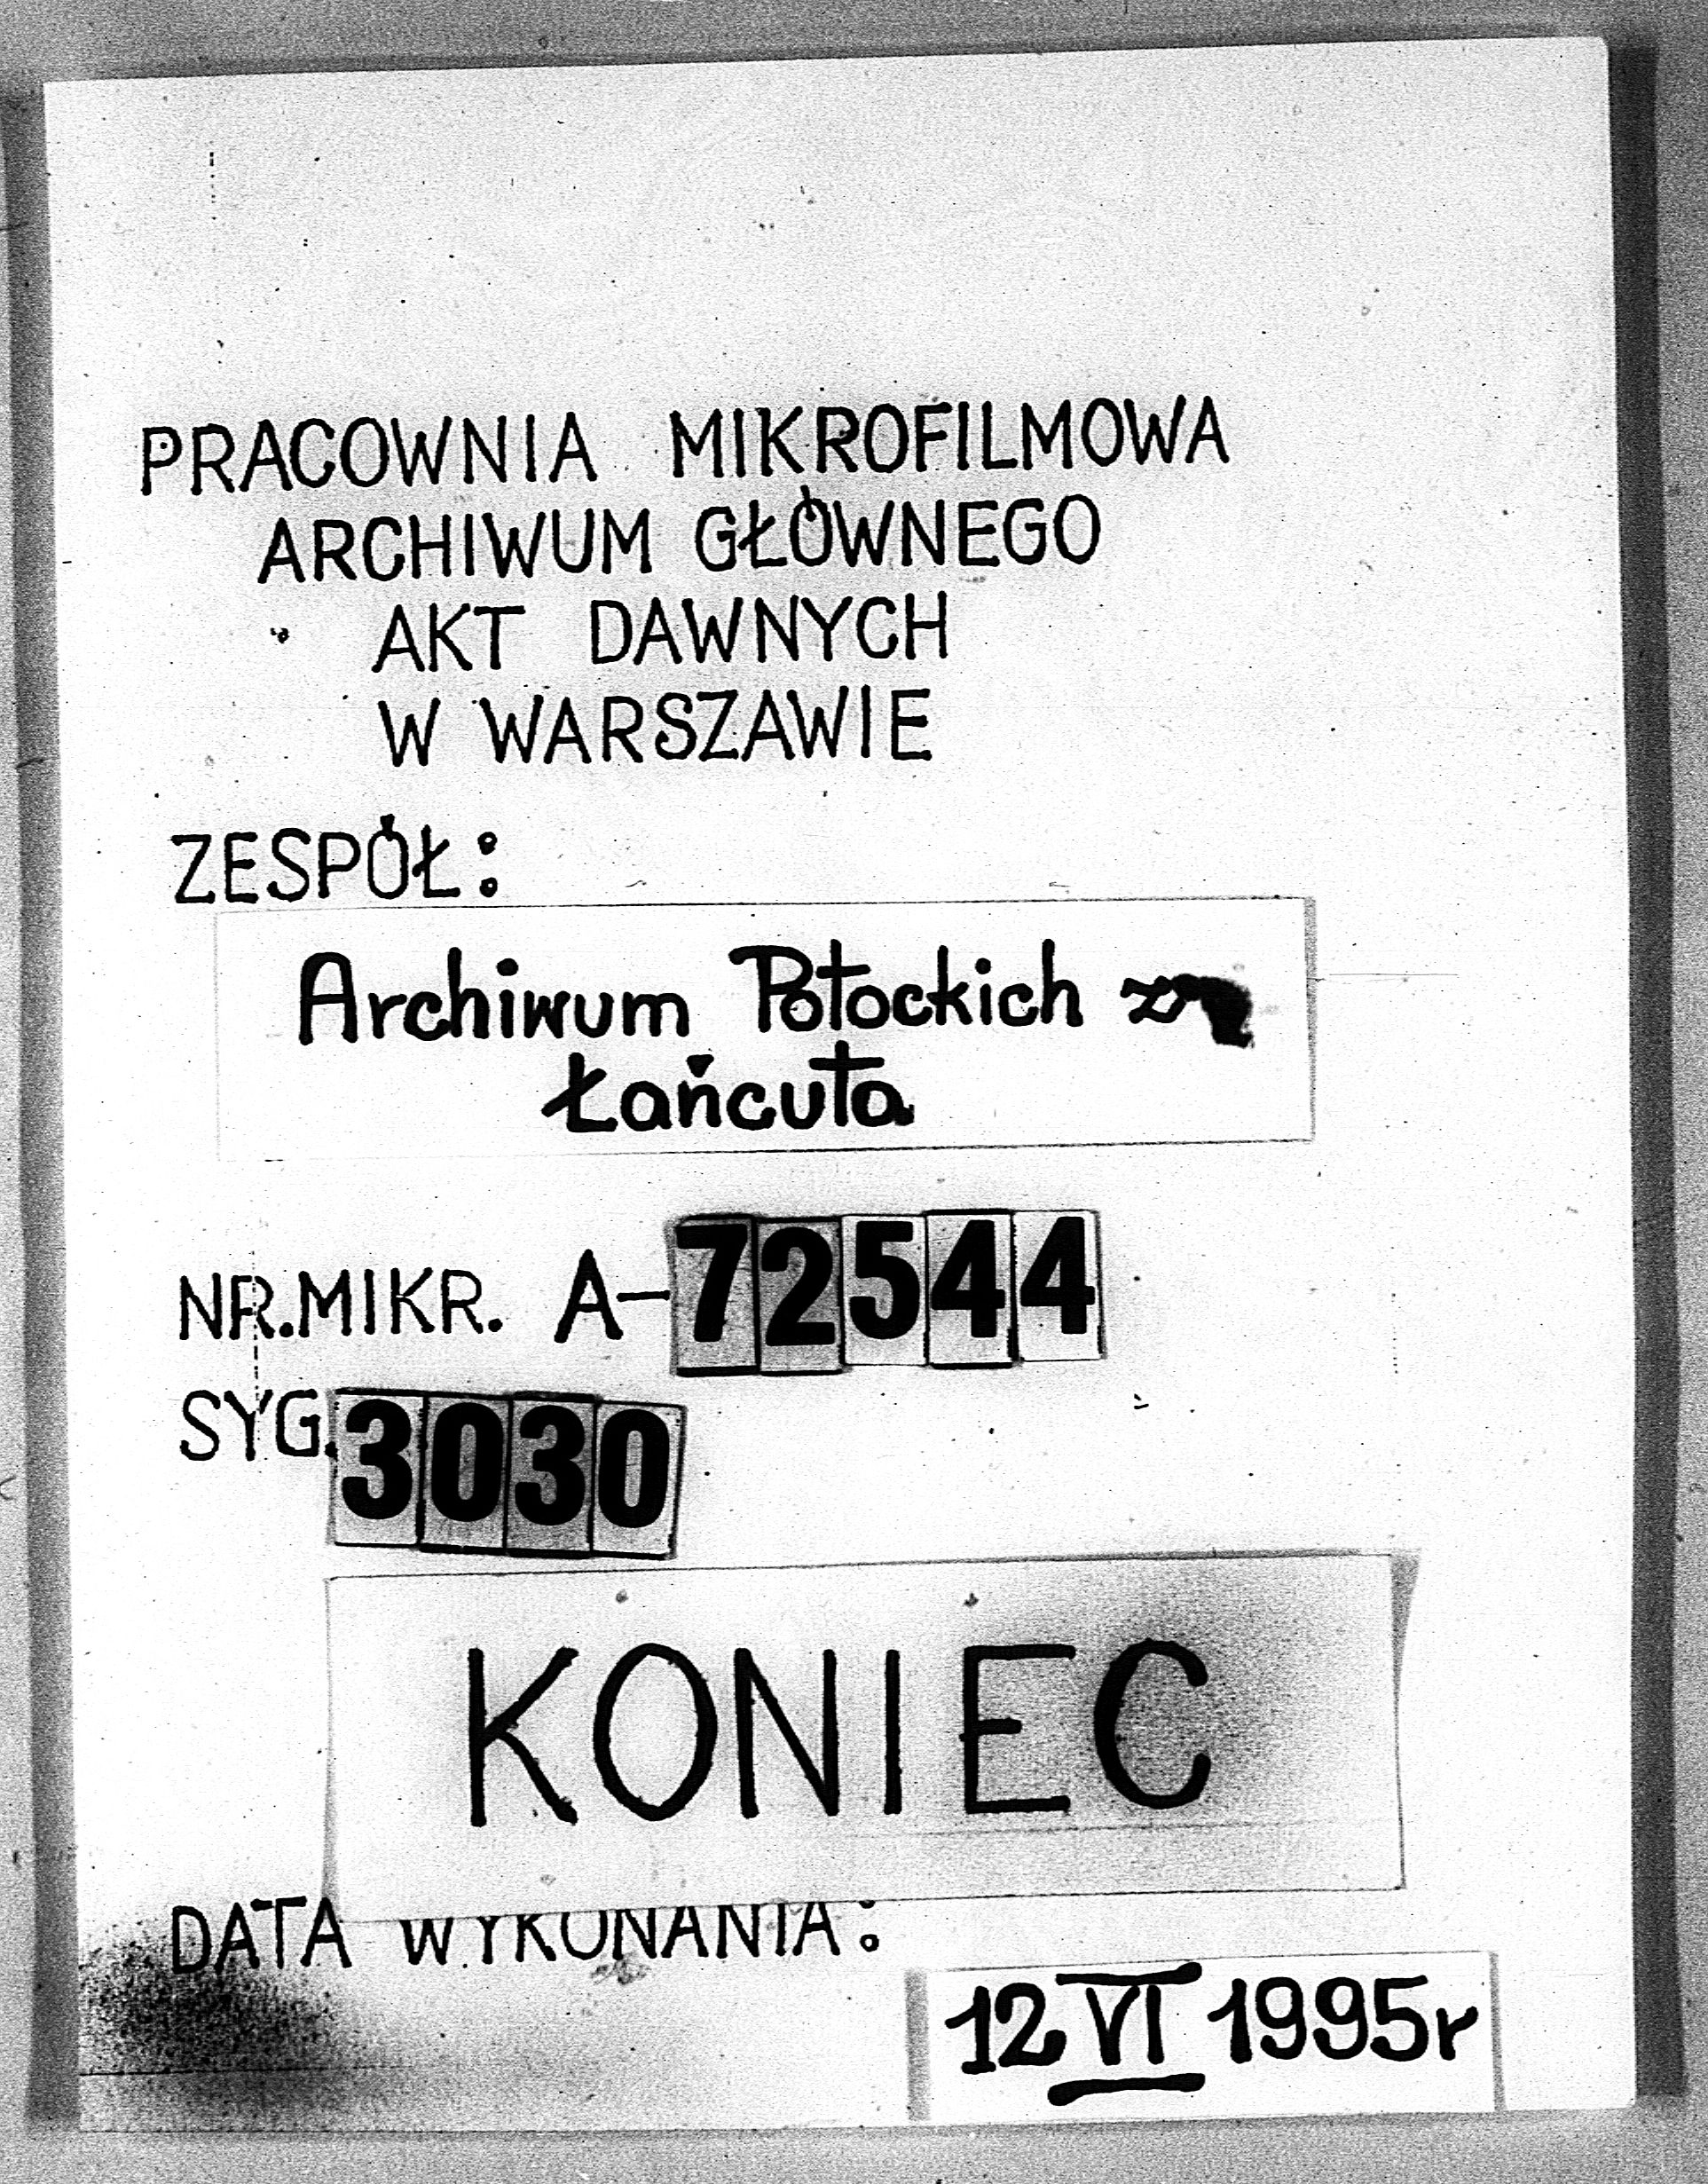 PRACOWNIA MIKROFILMOWA
ARCHIWUM GŁÓWNEGO
AKT DAWNYCH
W WARSZAWIE
ZESPÓŁ:
Archiwum Potockich z
Łańcuta
NR.MIKR. A-72544
SYG.3030
KONIEC
DATA WYKONANIA:
12 VI 1995r